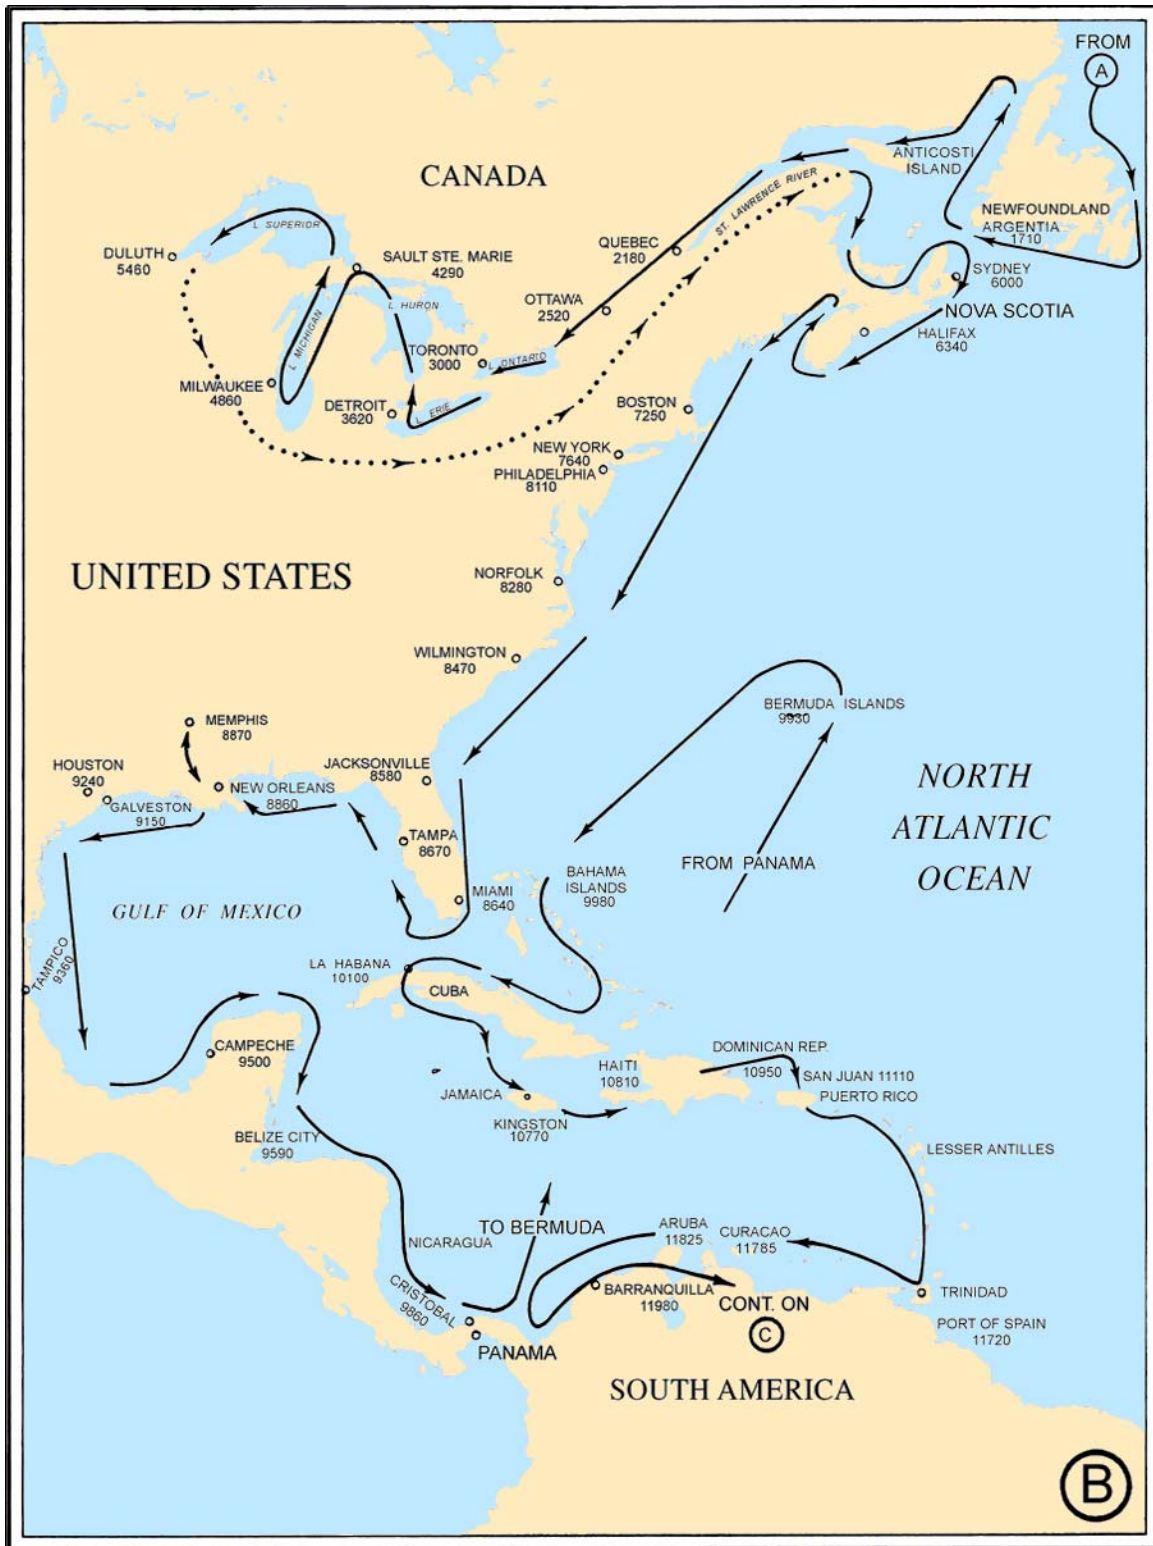 FROM
A
CANADA
ANTICOSTI
ISLAND
ST. LAWRENCE RIVER
NEWFOUNDLAND
ARGENTIA
1710
L SUPERIOR
DULUTH
5460
SAULT STE. MARIE
4290
QUEBEC
2180
SYDNEY
6000
L HURON
OTTAWA
2520
NOVA SCOTIA
HALIFAX
6340
L MICHIGAN
TORONTO
3000
L ONTARIO
MILWAUKEE
4860
DETROIT
3620
L ERIE
BOSTON
7250
NEW YORK
7640
PHILADELPHIA
8110
UNITED STATES
NORFOLK
8280
WILMINGTON
8470
BERMUDA ISLANDS
9930
MEMPHIS
8870
HOUSTON
9240
JACKSONVILLE
8580
NEW ORLEANS
8860
GALVESTON
9150
NORTH
ATLANTIC
OCEAN
TAMPA
8670
FROM PANAMA
BAHAMA
ISLANDS
9980
MIAMI
8640
GULF OF MEXICO
TAMPICO
9360
LA HABANA
10100
CUBA
CAMPECHE
9500
DOMINICAN REP.
10950
HAITI
10810
SAN JUAN 11110
PUERTO RICO
JAMAICA
KINGSTON
10770
BELIZE CITY
9590
LESSER ANTILLES
TO BERMUDA
ARUBA
11825
CURACAO
11785
NICARAGUA
CRISTOBAL
9860
BARRANQUILLA
11980
TRINIDAD
CONT. ON
C
PORT OF SPAIN
11720
PANAMA
SOUTH AMERICA
B